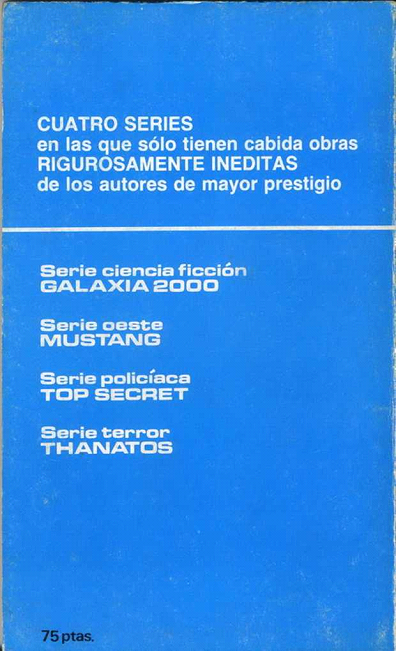 CUATRO SERIES
en las que sólo tienen cabida obras
RIGUROSAMENTE INEDITAS
de los autores de mayor prestigio
Serie ciencia ficción
GALAXIA 2000
Serie oeste
MUSTANG
Serie policíaca
TOP SECRET
Serie terror
THANATOS
75 ptas.